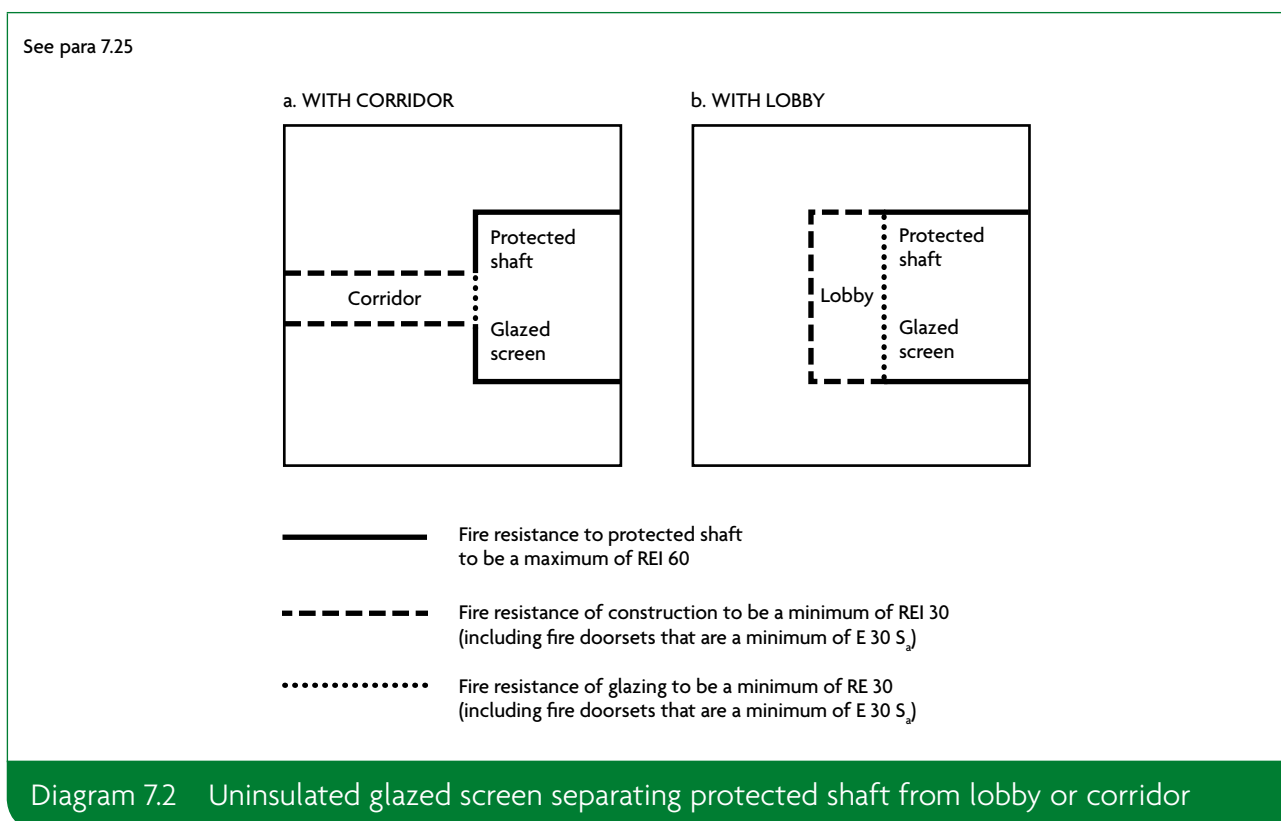 See para 7.25
a. WITH CORRIDOR
b. WITH LOBBY
Protected
shaft
Corridor
Glazed
screen
Protected
shaft
Lobby
Glazed
screen
Fire resistance to protected shaft
to be a maximum of REI 60
Fire resistance of construction to be a minimum of REI 30
(including fire doorsets that are a minimum of E 30 Sₐ)
Fire resistance of glazing to be a minimum of RE 30
(including fire doorsets that are a minimum of E 30 Sₐ)
Diagram 7.2 Uninsulated glazed screen separating protected shaft from lobby or corridor